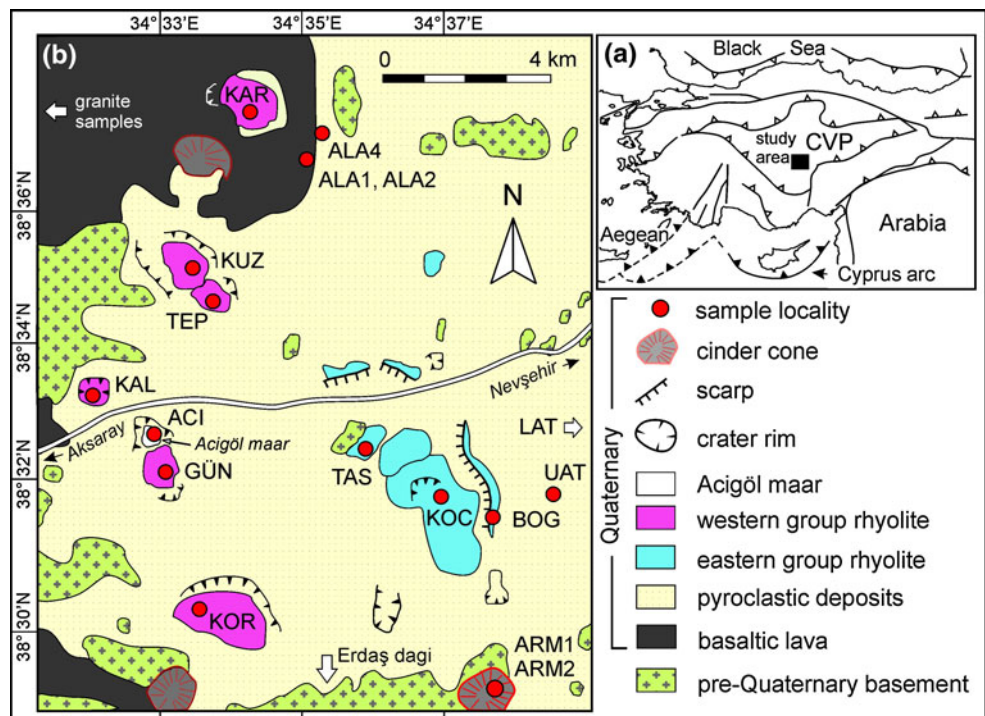 34°33'E
34°35'E
34°37'E
(b)
0 4 km
KAR
granite
samples
ALA4
ALA1, ALA2
N
38°36'N
KUZ
TEP
38°34'N
Nevşehir
KAL
ACI
Aksaray
Acigöl maar
LAT
GÜN
TAS
UAT
38°32'N
KOC
BOG
38°30'N
KOR
Erdaş dagi
ARM1
ARM2
(a)
Black Sea
study
area
CVP
Arabia
Aegean
Cyprus arc
Quaternary
sample locality
cinder cone
scarp
crater rim
Acigöl maar
western group rhyolite
eastern group rhyolite
pyroclastic deposits
basaltic lava
pre-Quaternary basement